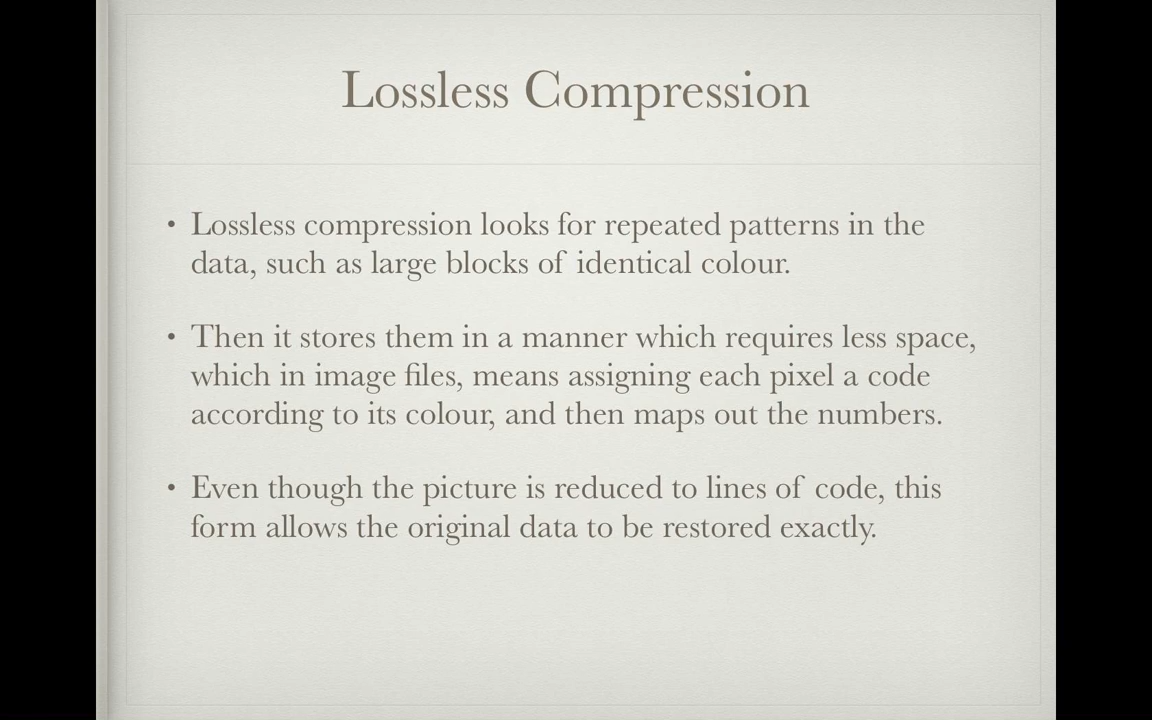 Lossless Compression
• Lossless compression looks for repeated patterns in the
data, such as large blocks of identical colour.
• Then it stores them in a manner which requires less space,
which in image files, means assigning each pixel a code
according to its colour, and then maps out the numbers.
• Even though the picture is reduced to lines of code, this
form allows the original data to be restored exactly.